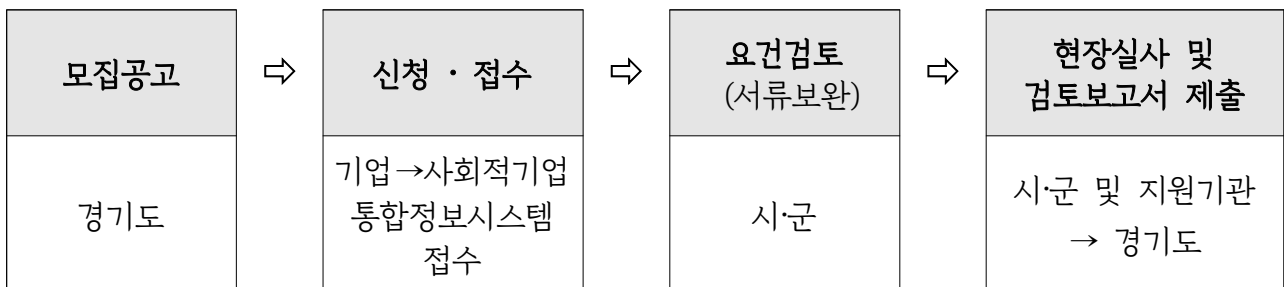 모집공고
⇨
신청 · 접수
⇨
요건검토
(서류보완)
⇨
현장실사 및
검토보고서 제출
경기도
기업→사회적기업
통합정보시스템
접수
시·군
시·군 및 지원기관
→ 경기도